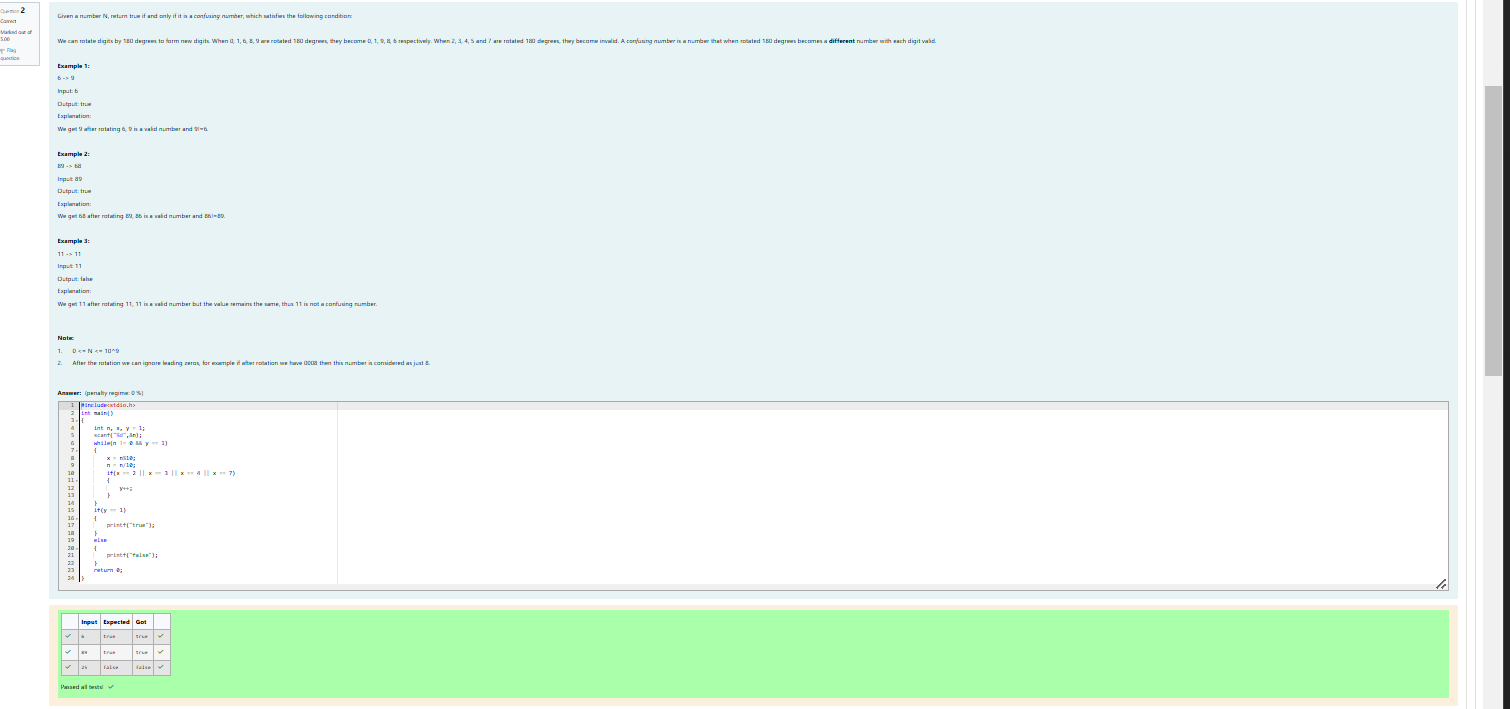 Question 2
Correct
Marked out of
5.00
Flag
question
Given a number N, return true if and only if it is a confusing number, which satisfies the following condition:
We can rotate digits by 180 degrees to form new digits. When 0, 1, 6, 8, 9 are rotated 180 degrees, they become 0, 1, 9, 8, 6 respectively. When 2, 3, 4, 5 and 7 are rotated 180 degrees, they become invalid. A confusing number is a number that when rotated 180 degrees becomes a different number with each digit valid.
Example 1:
6 -> 9
Input: 6
Output: true
Explanation:
We get 9 after rotating 6, 9 is a valid number and 9!=6.
Example 2:
89 -> 68
Input: 89
Output: true
Explanation:
We get 68 after rotating 89, 86 is a valid number and 86!=89.
Example 3:
11 -> 11
Input: 11
Output: false
Explanation:
We get 11 after rotating 11, 11 is a valid number but the value remains the same, thus 11 is not a confusing number.
Note:
1. 0 <= N <= 10^9
2. After the rotation we can ignore leading zeros, for example if after rotation we have 0008 then this number is considered as just 8.
Answer: (penalty regime: 0 %)
1 #include<stdio.h>
2 int main()
3 {
4 int n, x, y = 1;
5 scanf("%d",&n);
6 while(n != 0 && y == 1)
7 {
8 x = n%10;
9 n = n/10;
10 if(x == 2 || x == 3 || x == 4 || x == 7)
11 {
12 y++;
13 }
14 }
15 if(y == 1)
16 {
17 printf("true");
18 }
19 else
20 {
21 printf("false");
22 }
23 return 0;
24 }
Input Expected Got
6 true true
89 true true
25 false false
Passed all tests!